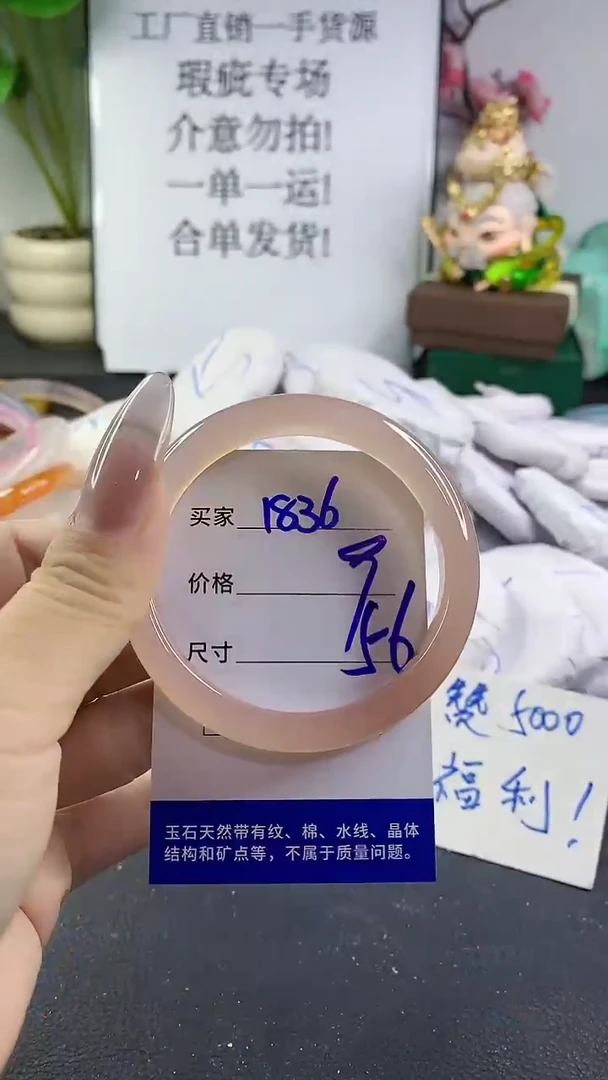 工厂直销一手货源
瑕疵专场
介意勿拍!
一单一运!
合单发货!
买家 1836
价格
尺寸 56
玉石天然带有纹、棉、水线、晶体
结构和矿点等，不属于质量问题。
赞 5000
福利!